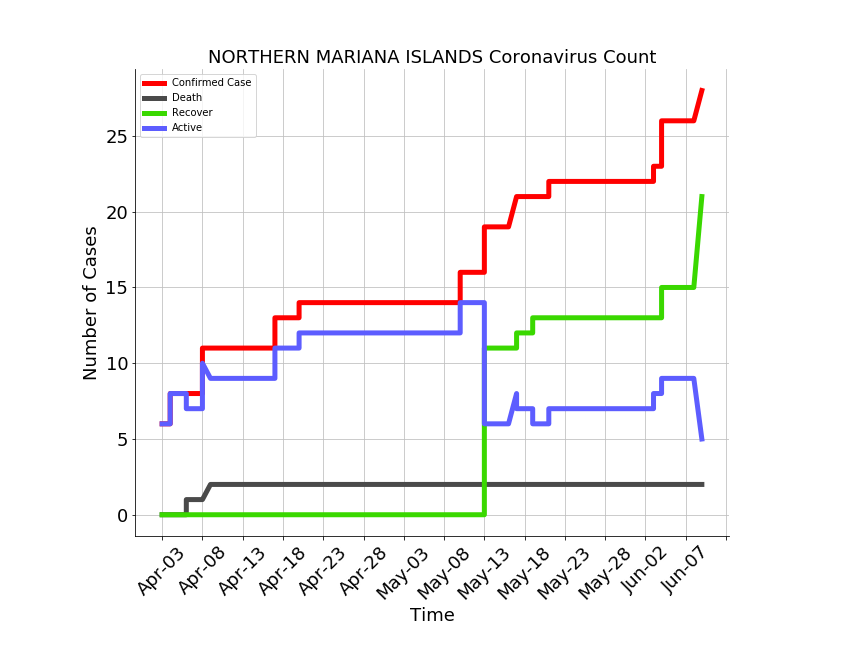 NORTHERN MARIANA ISLANDS Coronavirus Count
Confirmed Case
Death
Recover
Active
25
20
15
10
5
0
Number of Cases
Apr-03
Apr-08
Apr-13
Apr-18
Apr-23
Apr-28
May-03
May-08
May-13
May-18
May-23
May-28
Jun-02
Jun-07
Time